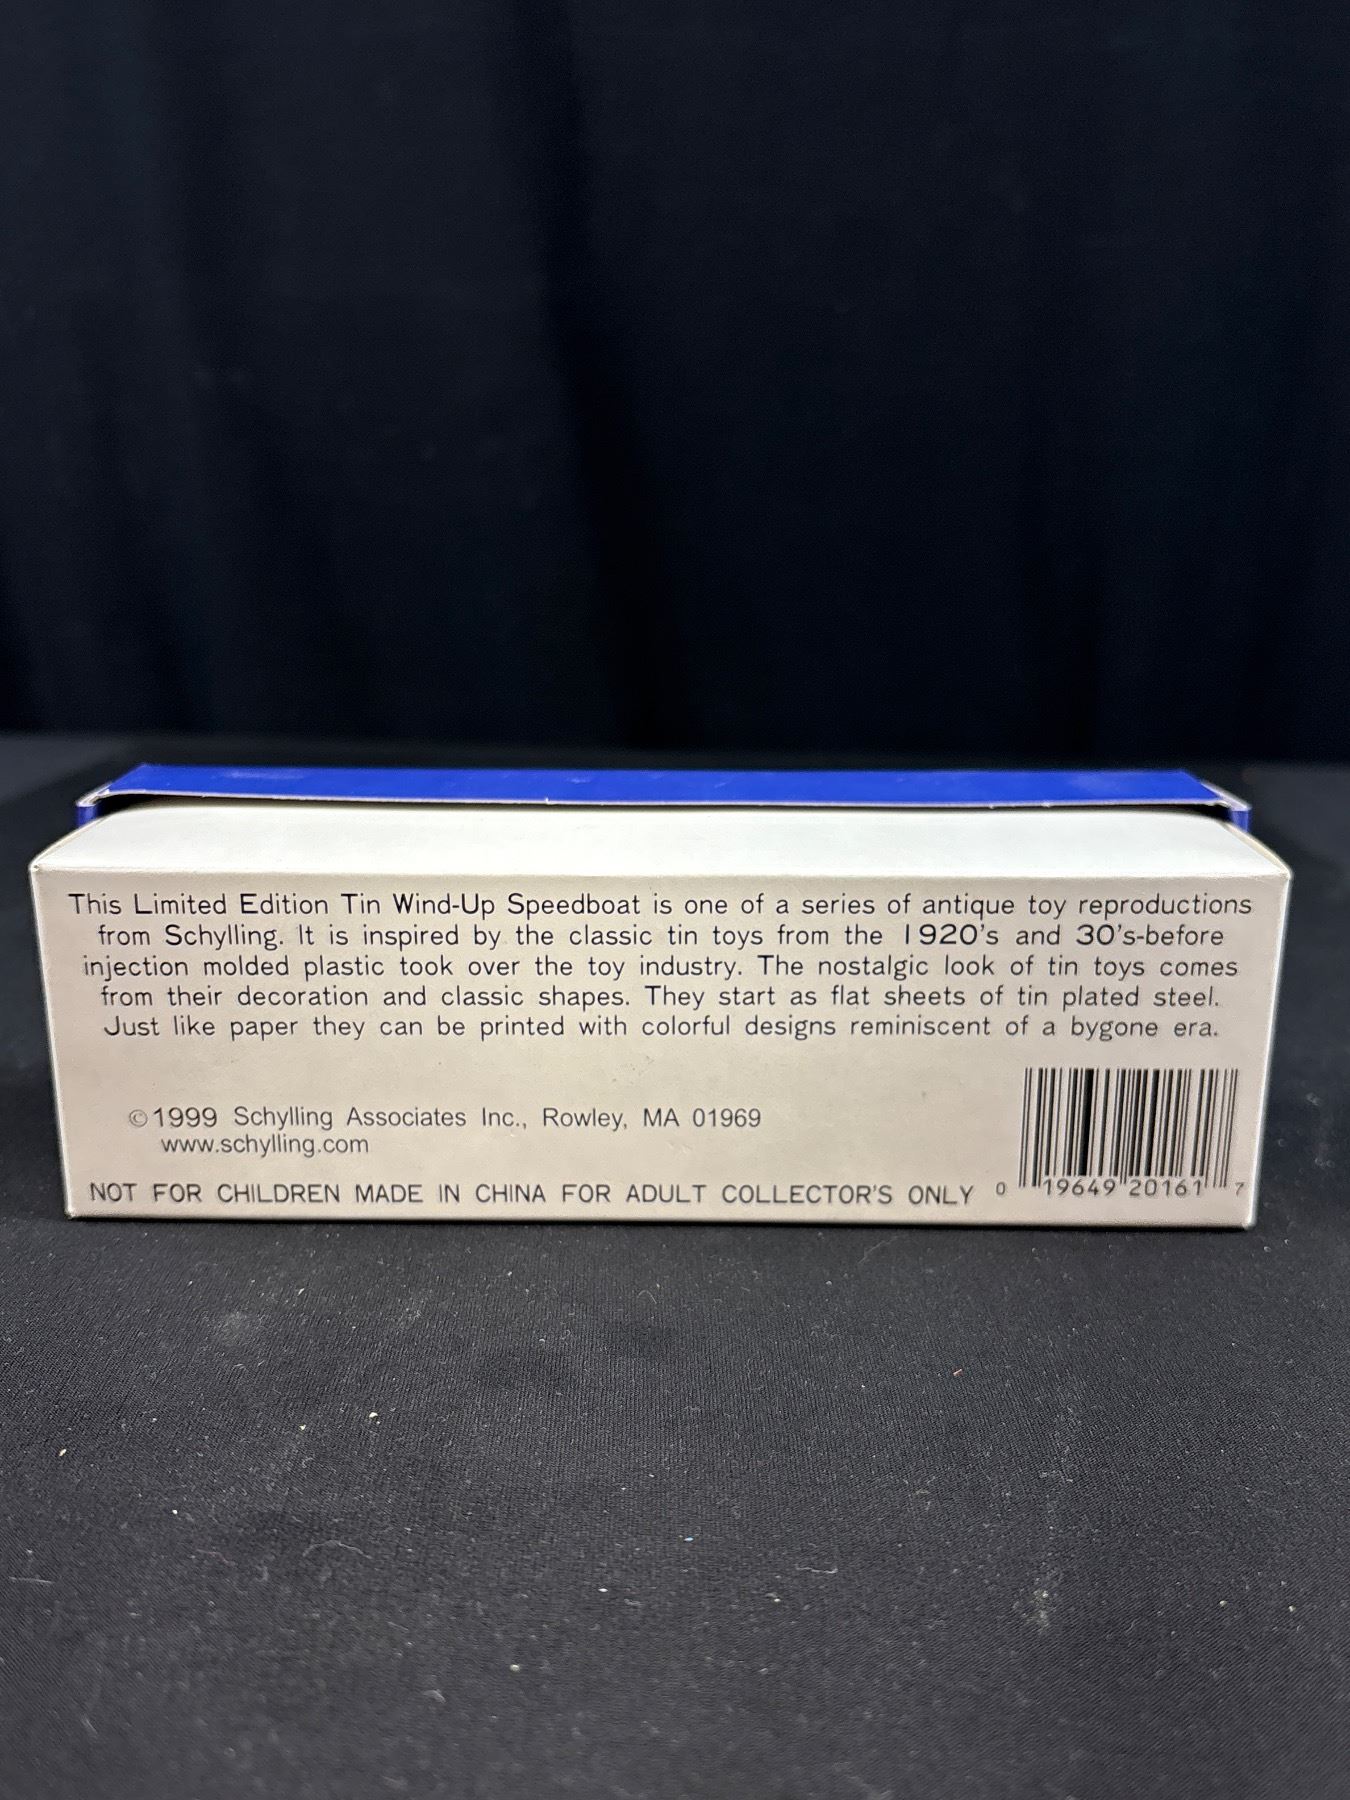 This Limited Edition Tin Wind-Up Speedboat is one of a series of antique toy reproductions
from Schylling. It is inspired by the classic tin toys from the 1920's and 30's-before
injection molded plastic took over the toy industry. The nostalgic look of tin toys comes
from their decoration and classic shapes. They start as flat sheets of tin plated steel.
Just like paper they can be printed with colorful designs reminiscent of a bygone era.
©1999 Schylling Associates Inc., Rowley, MA 01969
www.schylling.com
NOT FOR CHILDREN MADE IN CHINA FOR ADULT COLLECTOR'S ONLY
0 19649 20161 7